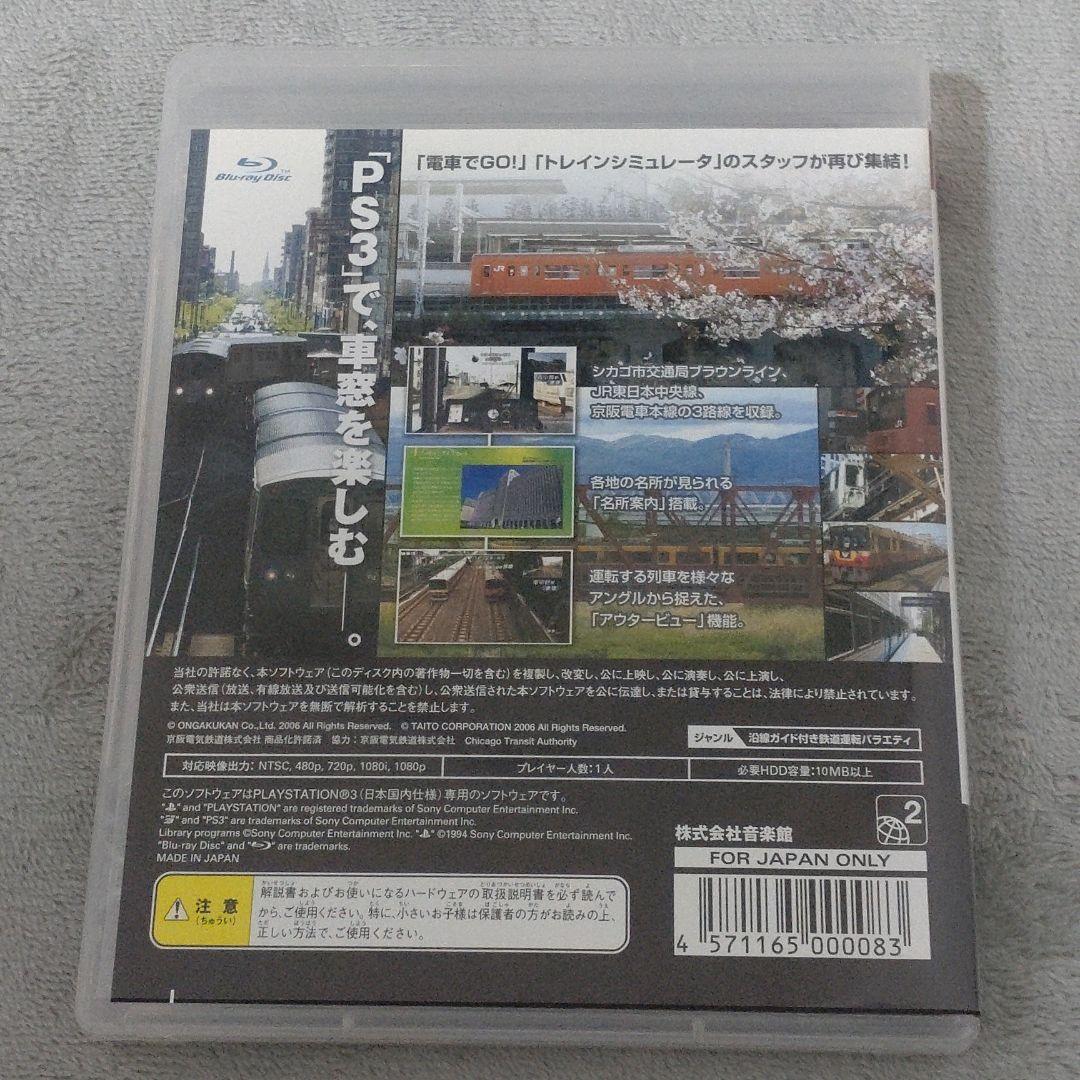 Blu-ray Disc™
「PS3」で、車窓を楽しむ――。
「電車でGO!」「トレインシミュレータ」のスタッフが再び集結!
JR
シカゴ市交通局ブラウンライン、
JR東日本中央線、
京阪電車本線の3路線を収録。
各地の名所が見られる
「名所案内」搭載。
運転する列車を様々な
アングルから捉えた、
「アウタービュー」機能。
当社の許諾なく、本ソフトウェア(このディスク内の著作物一切を含む)を複製し、改変し、公に上映し、公に演奏し、公に上演し、
公衆送信(放送、有線放送及び送信可能化を含む)し、公衆送信された本ソフトウェアを公に伝達し、または貸与することは、法律により禁止されています。
また、当社は本ソフトウェアを無断で解析することを禁止します。
© ONGAKUKAN Co.,Ltd. 2006 All Rights Reserved. © TAITO CORPORATION 2006 All Rights Reserved.
京阪電気鉄道株式会社 商品化許諾済 協力:京阪電気鉄道株式会社 Chicago Transit Authority
ジャンル 沿線ガイド付き鉄道運転バラエティ
対応映像出力:NTSC, 480p, 720p, 1080i, 1080p プレイヤー人数:1人 必要HDD容量:10MB以上
このソフトウェアはPLAYSTATION®3(日本国内仕様)専用のソフトウェアです。
" " and "PLAYSTATION" are registered trademarks of Sony Computer Entertainment Inc.
" " and "PS3" are trademarks of Sony Computer Entertainment Inc.
Library programs ©Sony Computer Entertainment Inc. " " ©1994 Sony Computer Entertainment Inc.
"Blu-ray Disc" and " " are trademarks.
MADE IN JAPAN
2
株式会社音楽館
FOR JAPAN ONLY
注意
(ちゅうい)
解説書およびお使いになるハードウェアの取扱説明書を必ず読んで
から、ご使用ください。特に、小さいお子様は保護者の方がお読みの上、
正しい方法で、ご使用ください。
4 571165 000083